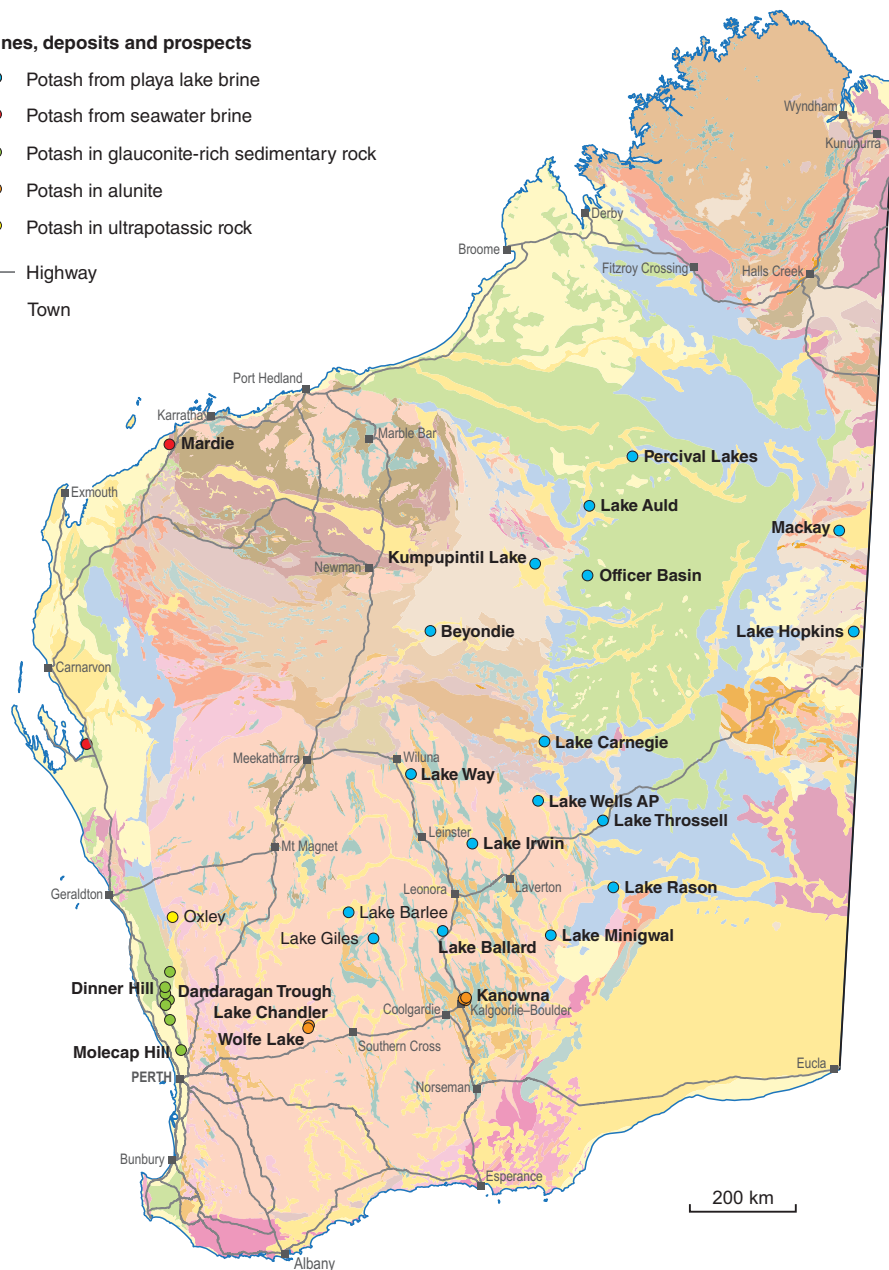 nes, deposits and prospects
Potash from playa lake brine
Potash from seawater brine
Potash in glauconite-rich sedimentary rock
Potash in alunite
Potash in ultrapotassic rock
Highway
Town
Wyndham
Kununurra
Derby
Broome
Fitzroy Crossing
Halls Creek
Port Hedland
Karratha
Marble Bar
Mardie
Percival Lakes
Exmouth
Lake Auld
Mackay
Kumpupintil Lake
Newman
Officer Basin
Beyondie
Lake Hopkins
Carnarvon
Lake Carnegie
Meekatharra
Wiluna
Lake Way
Lake Wells AP
Lake Throssell
Leinster
Lake Irwin
Mt Magnet
Leonora
Laverton
Lake Rason
Geraldton
Oxley
Lake Barlee
Lake Giles
Lake Ballard
Lake Minigwal
Dinner Hill
Dandaragan Trough
Kanowna
Lake Chandler
Coolgardie
Kalgoorlie–Boulder
Wolfe Lake
Southern Cross
Molecap Hill
Eucla
PERTH
Norseman
Bunbury
Esperance
200 km
Albany